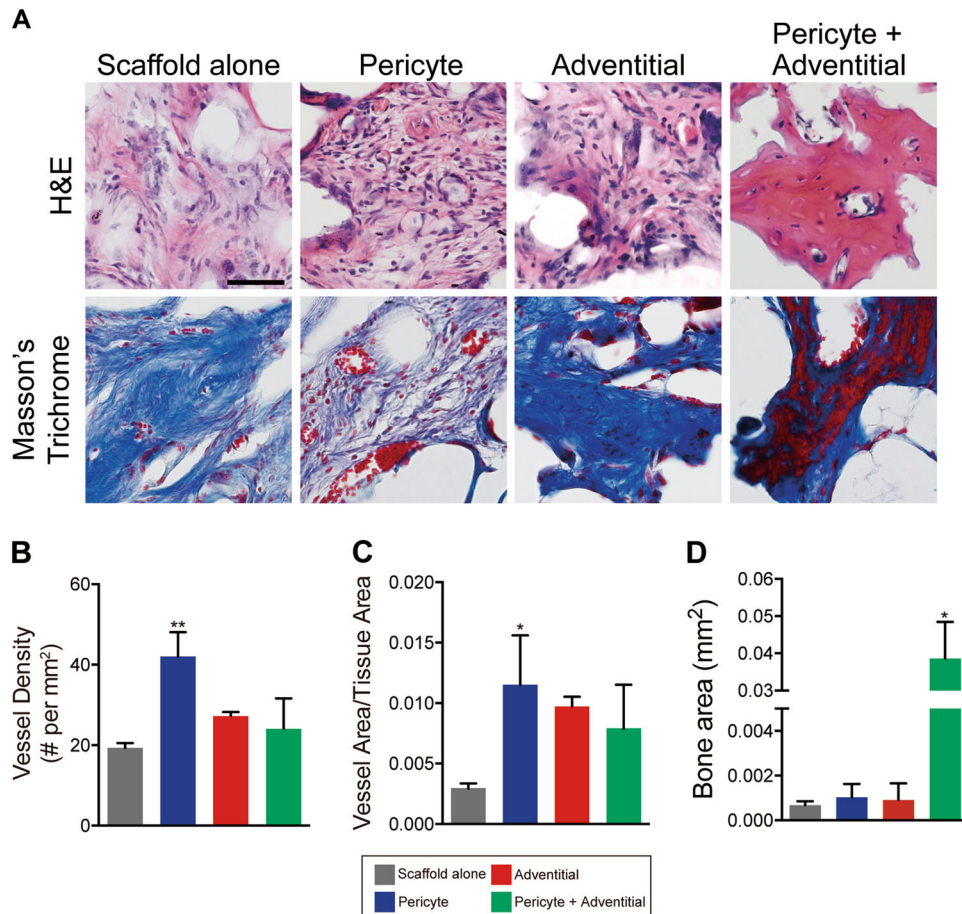 A
Scaffold alone
Pericyte
Adventitial
Pericyte +
Adventitial
H&E
Masson's
Trichrome
B
Vessel Density
(# per mm²)
60
40
20
0
**
C
Vessel Area/Tissue Area
0.020
0.015
0.010
0.005
0.000
*
D
Bone area (mm²)
0.06
0.05
0.04
0.03
0.004
0.002
0.000
*
Scaffold alone
Adventitial
Pericyte
Pericyte + Adventitial